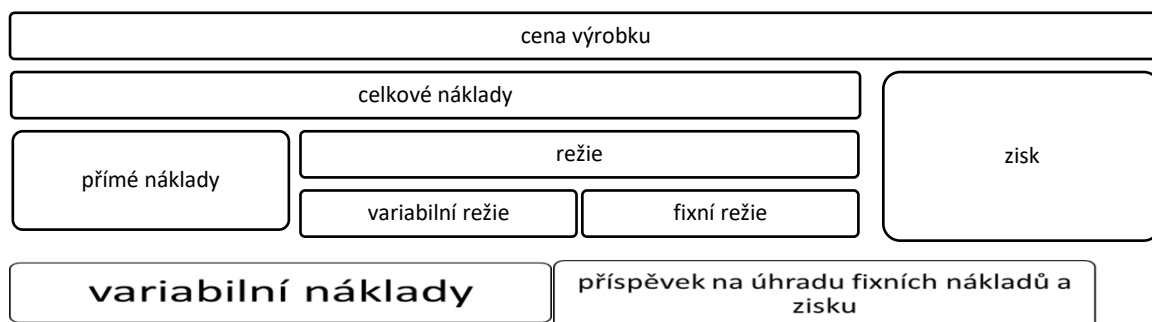 cena výrobku
celkové náklady
zisk
přímé náklady
režie
variabilní režie
fixní režie
variabilní náklady
příspěvek na úhradu fixních nákladů a
zisku